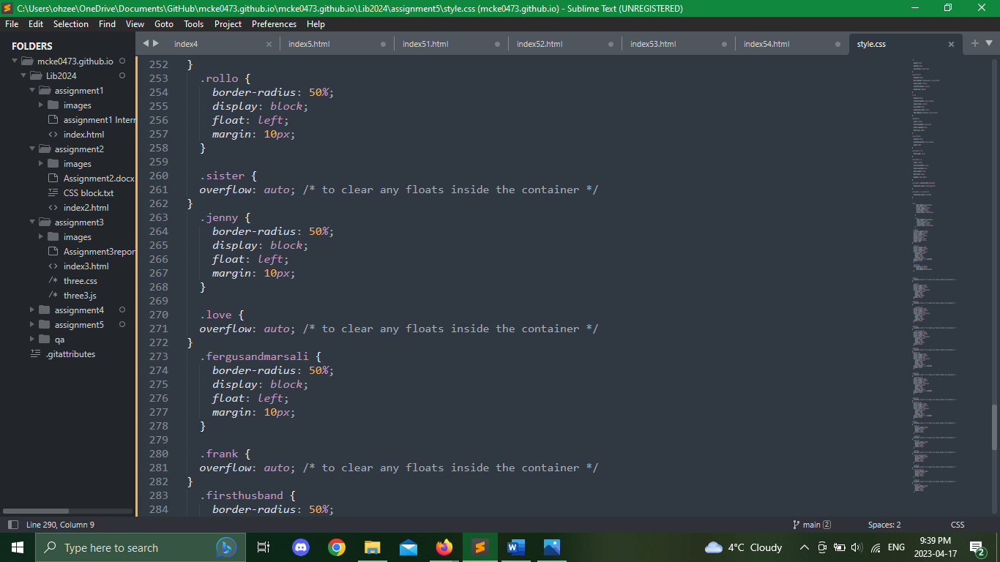 C:\Users\ohzee\OneDrive\Documents\GitHub\mcke0473.github.io\mcke0473.github.io\Lib2024\assignment5\style.css (mcke0473.github.io) - Sublime Text (UNREGISTERED)
File Edit Selection Find View Goto Tools Project Preferences Help
index4 index5.html index51.html index52.html index53.html index54.html style.css
FOLDERS
mcke0473.github.io
Lib2024
assignment1
images
assignment1 Intern
index.html
assignment2
images
Assignment2.docx
CSS block.txt
index2.html
assignment3
images
Assignment3repor
index3.html
three.css
three3.js
assignment4
assignment5
qa
.gitattributes
252 }
253 .rollo {
254 border-radius: 50%;
255 display: block;
256 float: left;
257 margin: 10px;
258 }
259
260 .sister {
261 overflow: auto; /* to clear any floats inside the container */
262 }
263 .jenny {
264 border-radius: 50%;
265 display: block;
266 float: left;
267 margin: 10px;
268 }
269
270 .love {
271 overflow: auto; /* to clear any floats inside the container */
272 }
273 .fergusandmarsali {
274 border-radius: 50%;
275 display: block;
276 float: left;
277 margin: 10px;
278 }
279
280 .frank {
281 overflow: auto; /* to clear any floats inside the container */
282 }
283 .firsthusband {
284 border-radius: 50%;
Line 290, Column 9 main 2 Spaces: 2 CSS
Type here to search 4°C Cloudy ENG 9:39 PM
2023-04-17 2